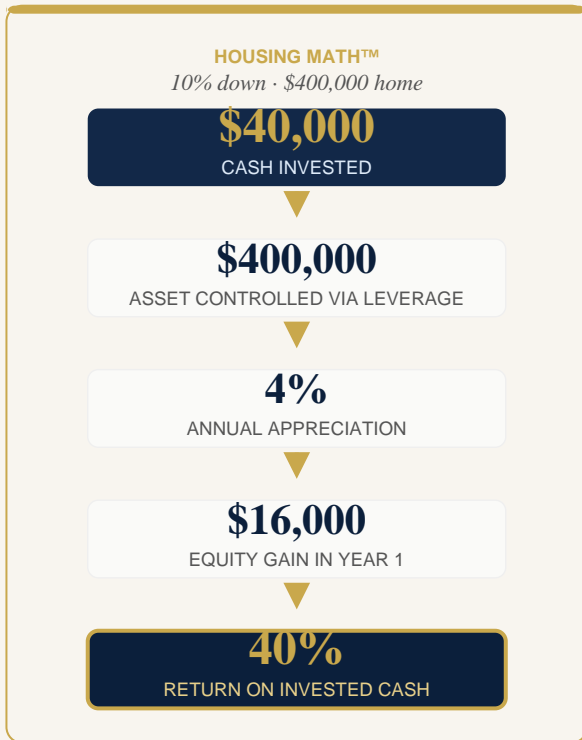 HOUSING MATH™
10% down · $400,000 home
$40,000
CASH INVESTED
$400,000
ASSET CONTROLLED VIA LEVERAGE
4%
ANNUAL APPRECIATION
$16,000
EQUITY GAIN IN YEAR 1
40%
RETURN ON INVESTED CASH